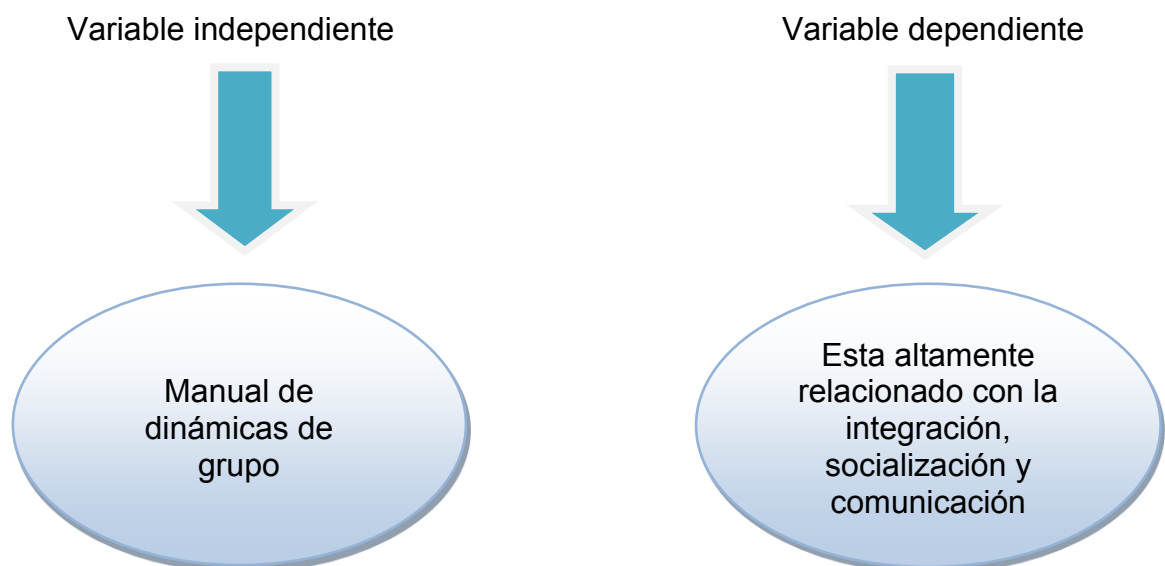 Variable independiente
Variable dependiente
Manual de
dinámicas de
grupo
Esta altamente
relacionado con la
integración,
socialización y
comunicación